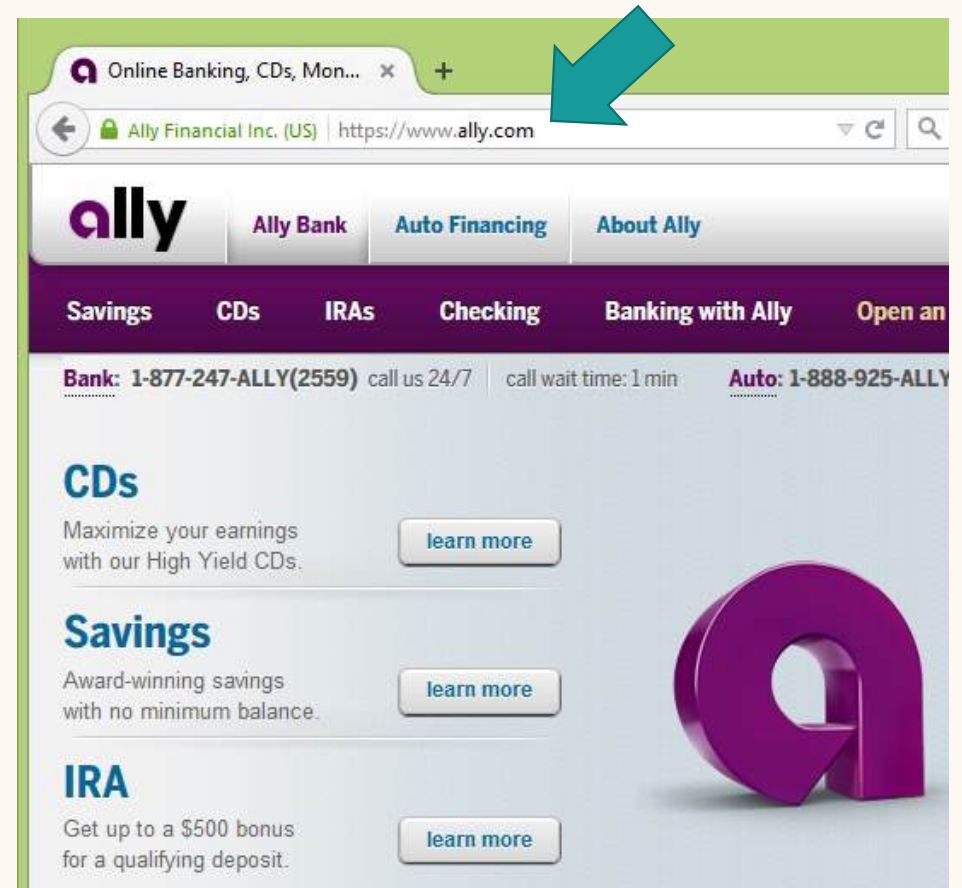 Online Banking, CDs, Mon... × +
Ally Financial Inc. (US) https://www.ally.com
ally Ally Bank Auto Financing About Ally
Savings CDs IRAs Checking Banking with Ally Open an
Bank: 1-877-247-ALLY(2559) call us 24/7 call wait time: 1 min Auto: 1-888-925-ALLY
CDs
Maximize your earnings
with our High Yield CDs.
learn more
Savings
Award-winning savings
with no minimum balance.
learn more
IRA
Get up to a $500 bonus
for a qualifying deposit.
learn more